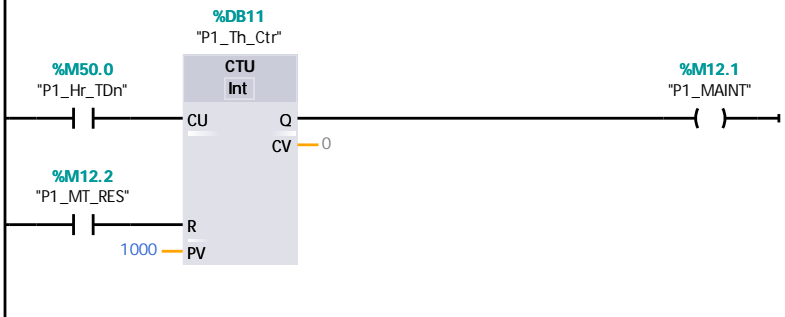 %DB11
"P1_Th_Ctr"
%M50.0
"P1_Hr_TDn"
CTU
Int
%M12.1
"P1_MAINT"
CU
Q
CV
0
%M12.2
"P1_MT_RES"
R
1000
PV